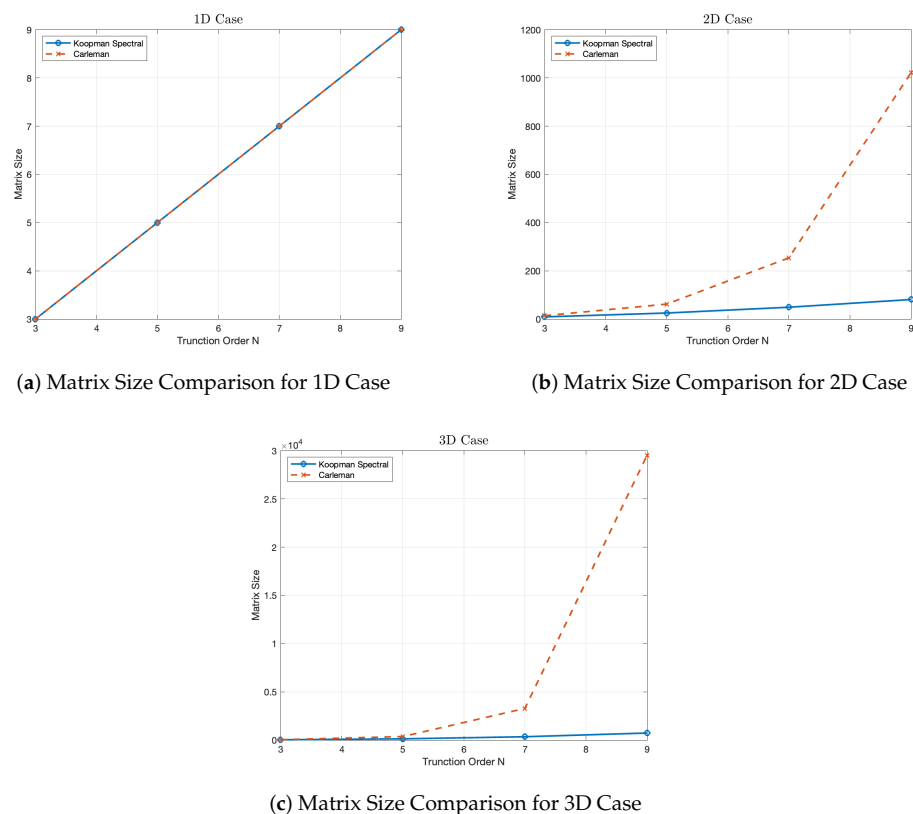 1D Case
Koopman Spectral
Carleman
9
8
7
6
5
4
3
Matrix Size
3 4 5 6 7 8 9
Trunction Order N
(a) Matrix Size Comparison for 1D Case
2D Case
Koopman Spectral
Carleman
1200
1000
800
600
400
200
0
Matrix Size
3 4 5 6 7 8 9
Trunction Order N
(b) Matrix Size Comparison for 2D Case
3D Case
×10^4
Koopman Spectral
Carleman
3
2.5
2
1.5
1
0.5
0
Matrix Size
3 4 5 6 7 8 9
Trunction Order N
(c) Matrix Size Comparison for 3D Case